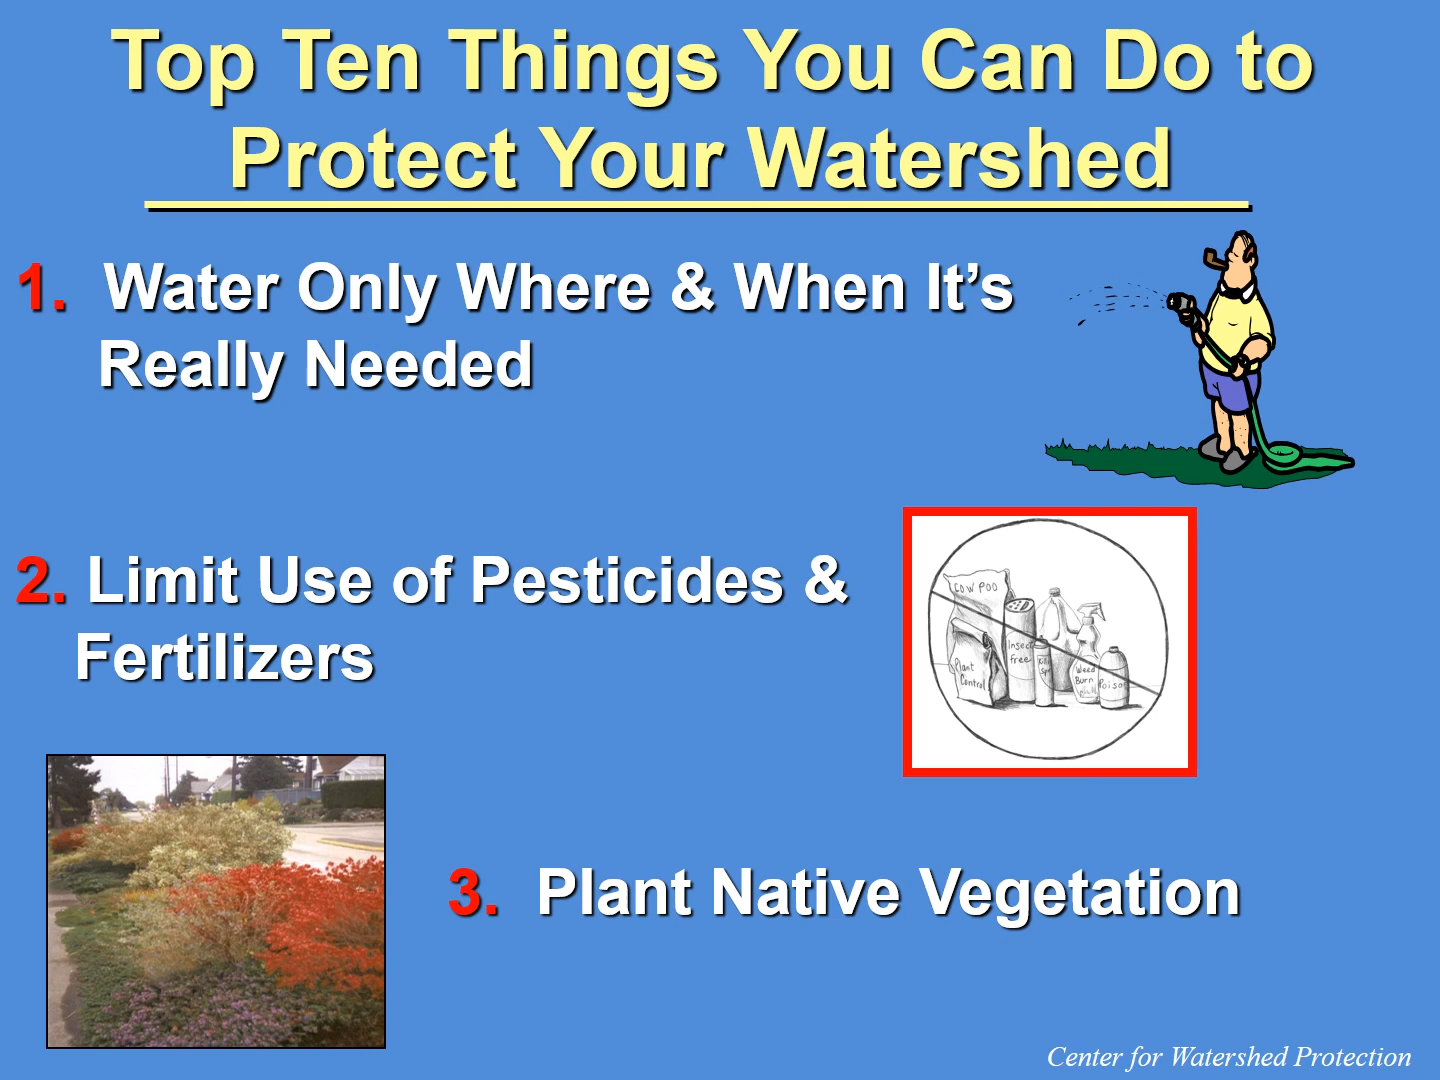 Top Ten Things You Can Do to
Protect Your Watershed
1. Water Only Where & When It’s
Really Needed
2. Limit Use of Pesticides &
Fertilizers
COW POO
Plant
Control
Insect
free
Weed
Burn
3. Plant Native Vegetation
Center for Watershed Protection